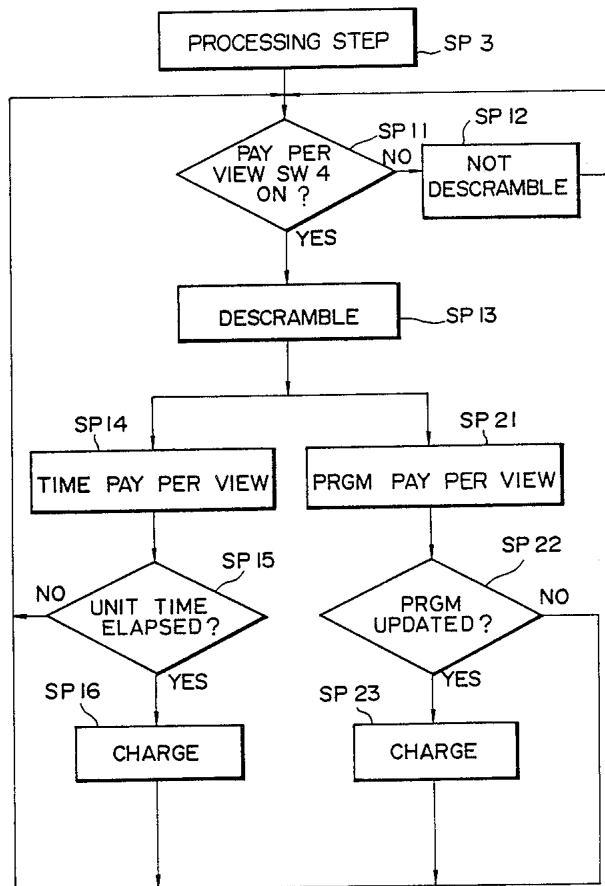 PROCESSING STEP
SP 3
PAY PER
VIEW SW 4
ON ?
SP 11
NO
SP 12
NOT
DESCRAMBLE
YES
DESCRAMBLE
SP 13
SP 14
TIME PAY PER VIEW
SP 21
PRGM PAY PER VIEW
SP 15
NO
UNIT TIME
ELAPSED ?
YES
SP 22
PRGM
UPDATED ?
NO
YES
SP 16
CHARGE
SP 23
CHARGE